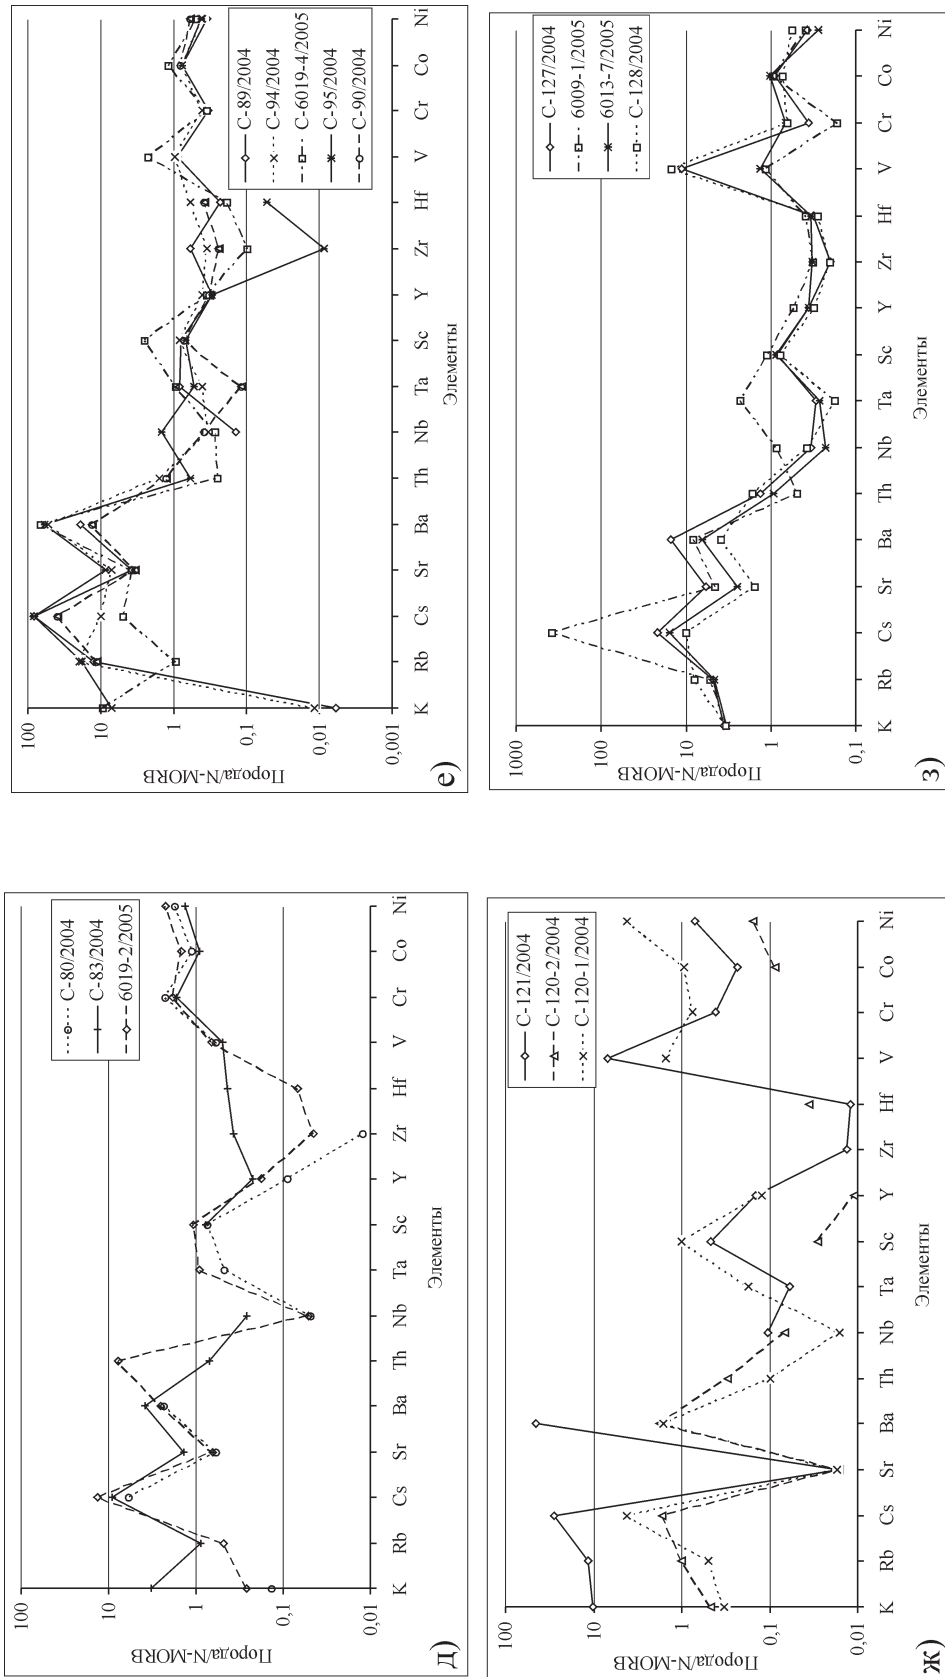 е)
Порода/N-MORB
100
10
1
0,1
0,01
0,001
K Rb Cs Sr Ba Th Nb Ta Sc Y Zr Hf V Cr Co Ni
Элементы
С-89/2004
С-94/2004
С-6019-4/2005
С-95/2004
С-90/2004
з)
Порода/N-MORB
1000
100
10
1
0,1
K Rb Cs Sr Ba Th Nb Ta Sc Y Zr Hf V Cr Co Ni
Элементы
С-127/2004
6009-1/2005
6013-7/2005
С-128/2004
д)
Порода/N-MORB
100
10
1
0,1
0,01
K Rb Cs Sr Ba Th Nb Ta Sc Y Zr Hf V Cr Co Ni
Элементы
С-80/2004
С-83/2004
6019-2/2005
ж)
Порода/N-MORB
100
10
1
0,1
0,01
K Rb Cs Sr Ba Th Nb Ta Sc Y Zr Hf V Cr Co Ni
Элементы
С-121/2004
С-120-2/2004
С-120-1/2004